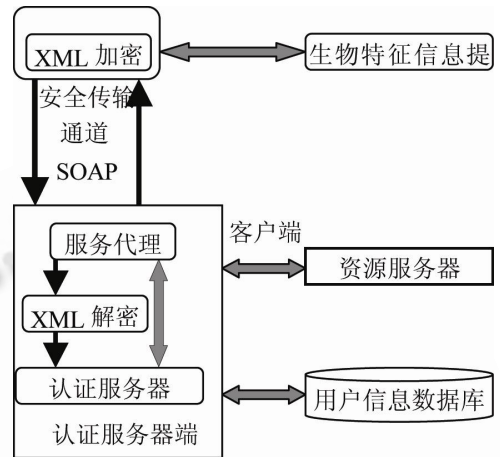 XML 加密
生物特征信息提
安全传输
通道
SOAP
服务代理
客户端
资源服务器
XML 解密
认证服务器
用户信息数据库
认证服务器端